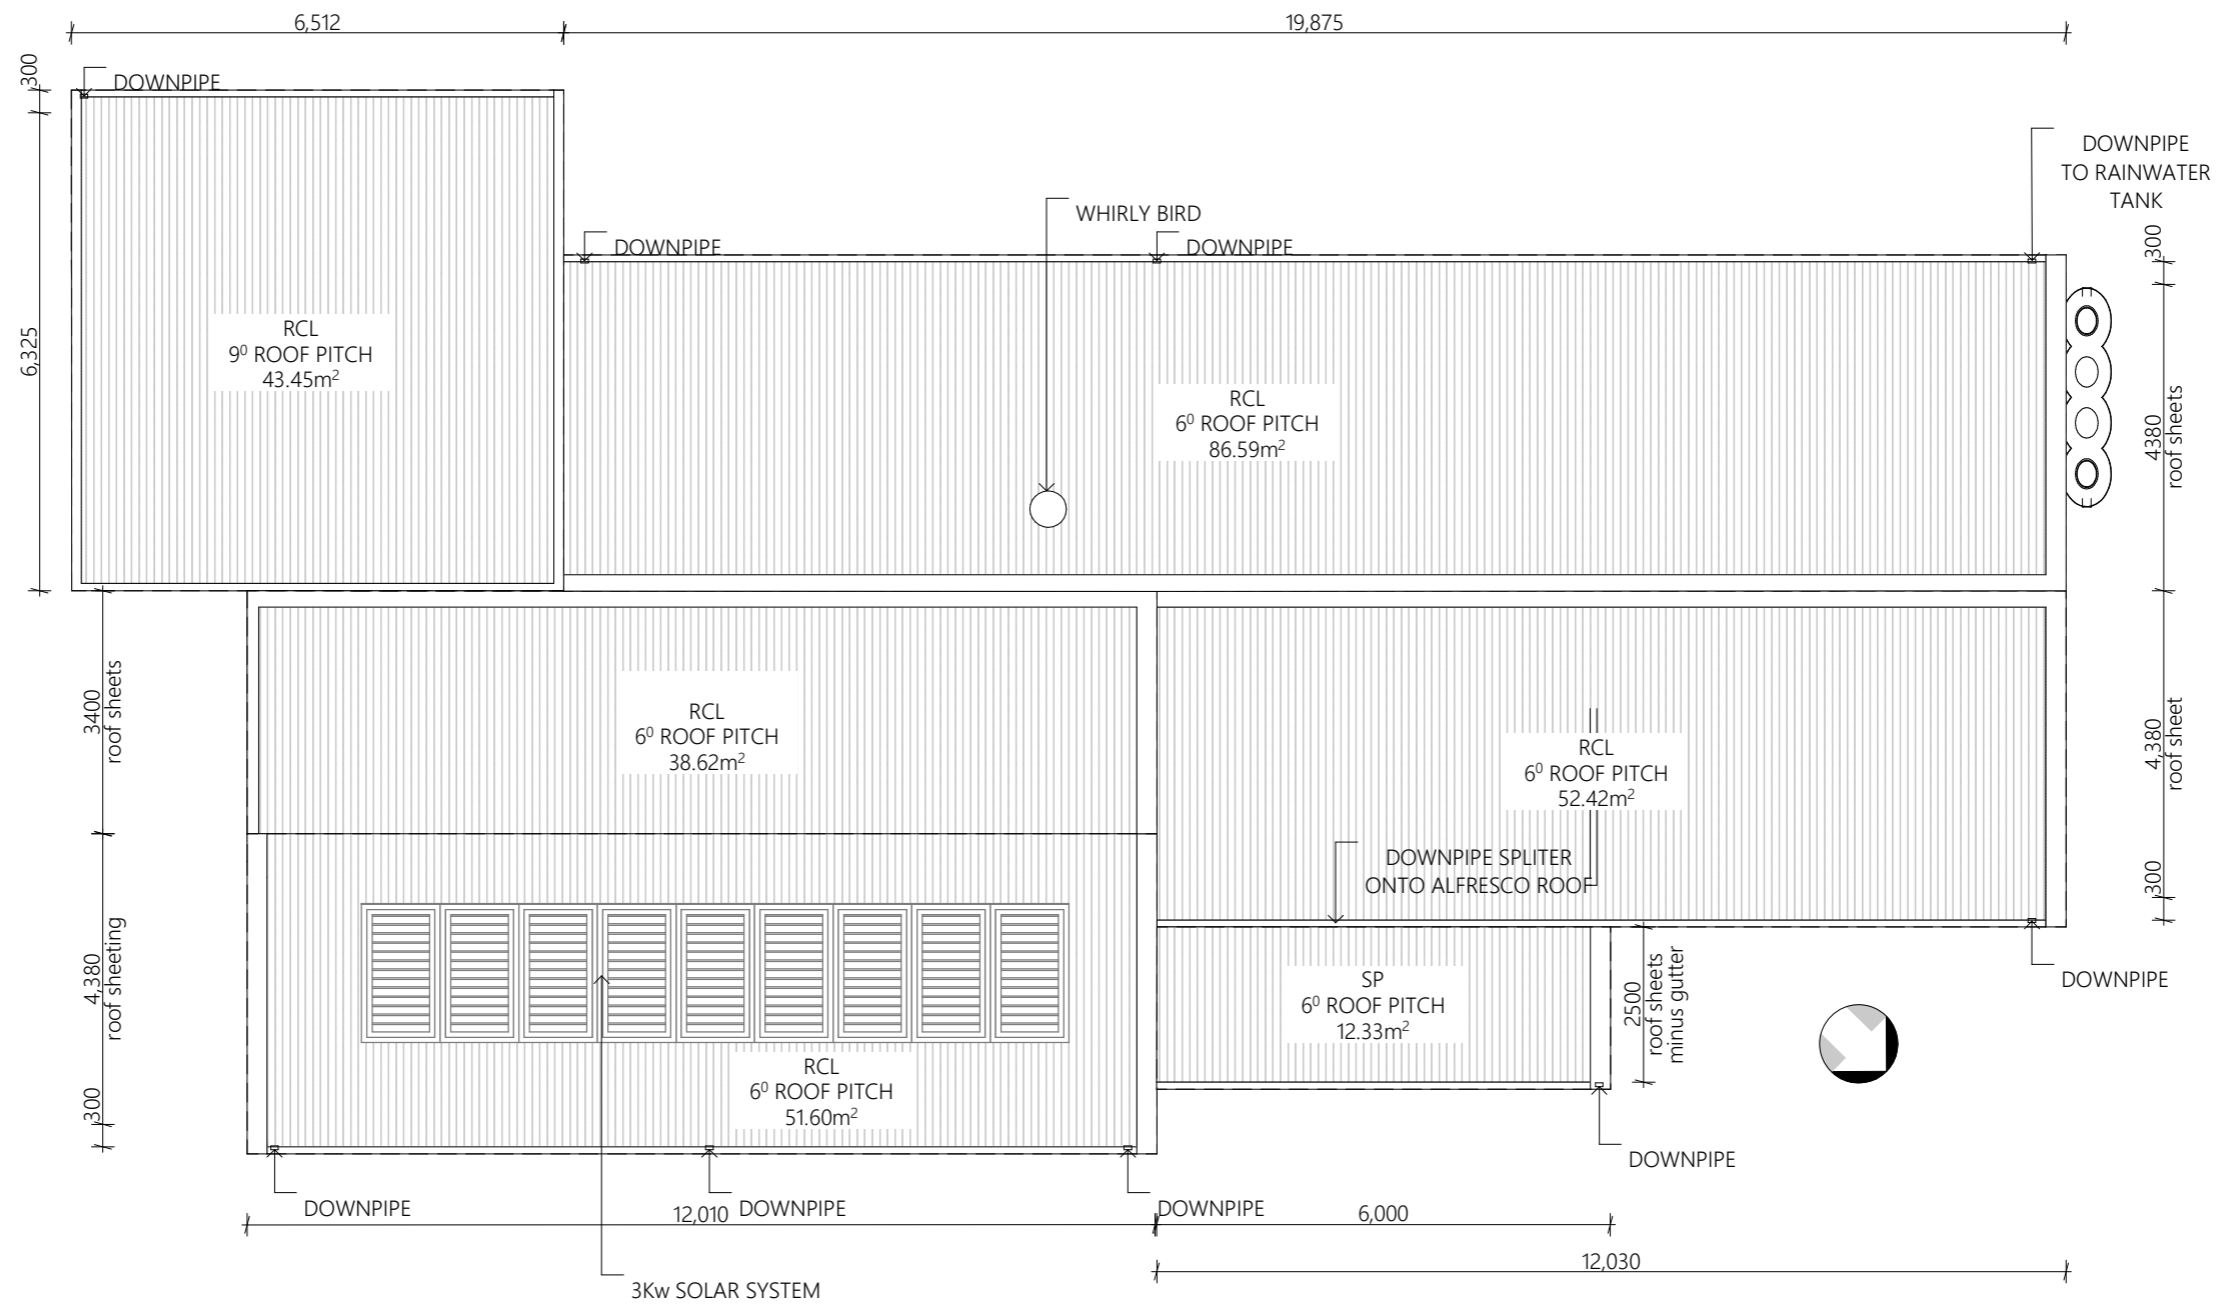 6,512
19,875
300
DOWNPIPE
DOWNPIPE
TO RAINWATER
TANK
WHIRLY BIRD
DOWNPIPE
DOWNPIPE
300
6,325
RCL
9⁰ ROOF PITCH
43.45m²
RCL
6⁰ ROOF PITCH
86.59m²
4380
roof sheets
3400
roof sheets
RCL
6⁰ ROOF PITCH
38.62m²
RCL
6⁰ ROOF PITCH
52.42m²
4,380
roof sheet
DOWNPIPE SPLITER
ONTO ALFRESCO ROOF
300
4,380
roof sheeting
SP
6⁰ ROOF PITCH
12.33m²
2500
roof sheets
minus gutter
DOWNPIPE
RCL
6⁰ ROOF PITCH
51.60m²
300
DOWNPIPE
DOWNPIPE
DOWNPIPE
DOWNPIPE
12,010
6,000
12,030
3Kw SOLAR SYSTEM